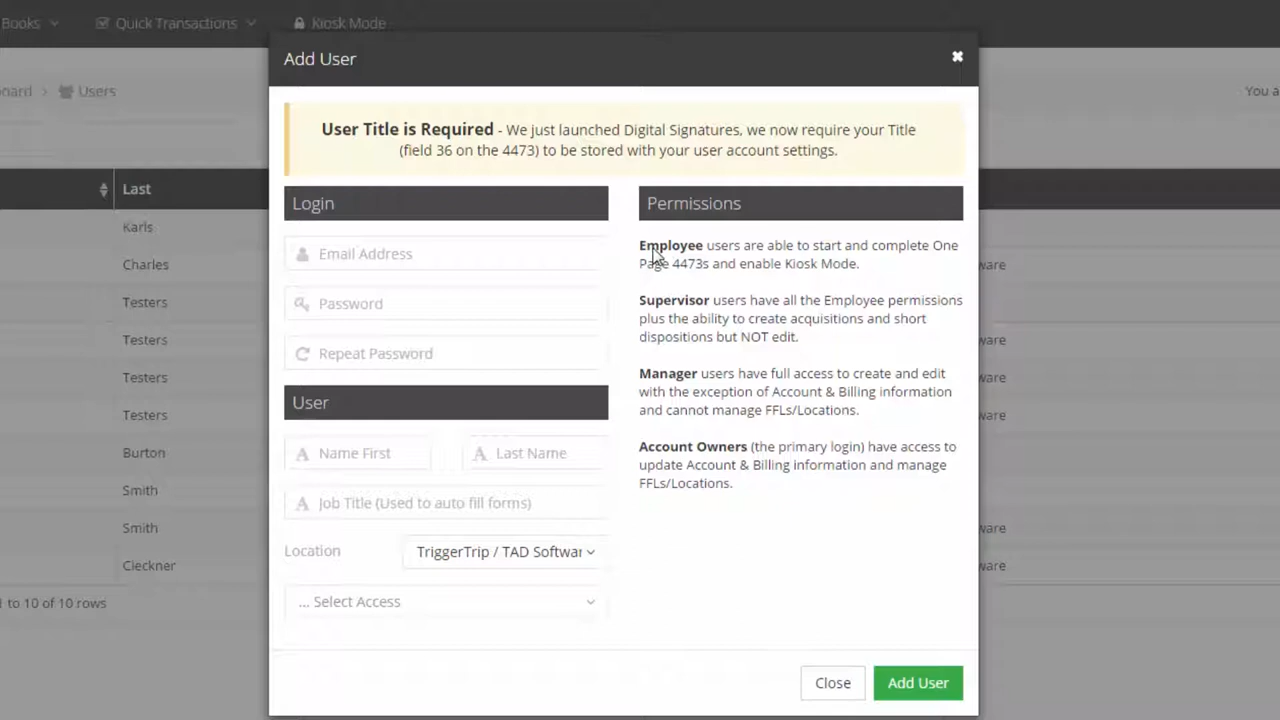 Books
Quick Transactions
Kiosk Mode
Add User
Users
You a
User Title is Required - We just launched Digital Signatures, we now require your Title
(field 36 on the 4473) to be stored with your user account settings.
Last
Karls
Charles
Testers
Testers
Testers
Testers
Burton
Smith
Smith
Cleckner
1 to 10 of 10 rows
Login
Email Address
Password
Repeat Password
User
Name First
Last Name
Job Title (Used to auto fill forms)
Location
TriggerTrip / TAD Softwar
... Select Access
Permissions
Employee users are able to start and complete One
Page 4473s and enable Kiosk Mode.
Supervisor users have all the Employee permissions
plus the ability to create acquisitions and short
dispositions but NOT edit.
Manager users have full access to create and edit
with the exception of Account & Billing information
and cannot manage FFLs/Locations.
Account Owners (the primary login) have access to
update Account & Billing information and manage
FFLs/Locations.
ware
ware
ware
ware
ware
ware
Close
Add User